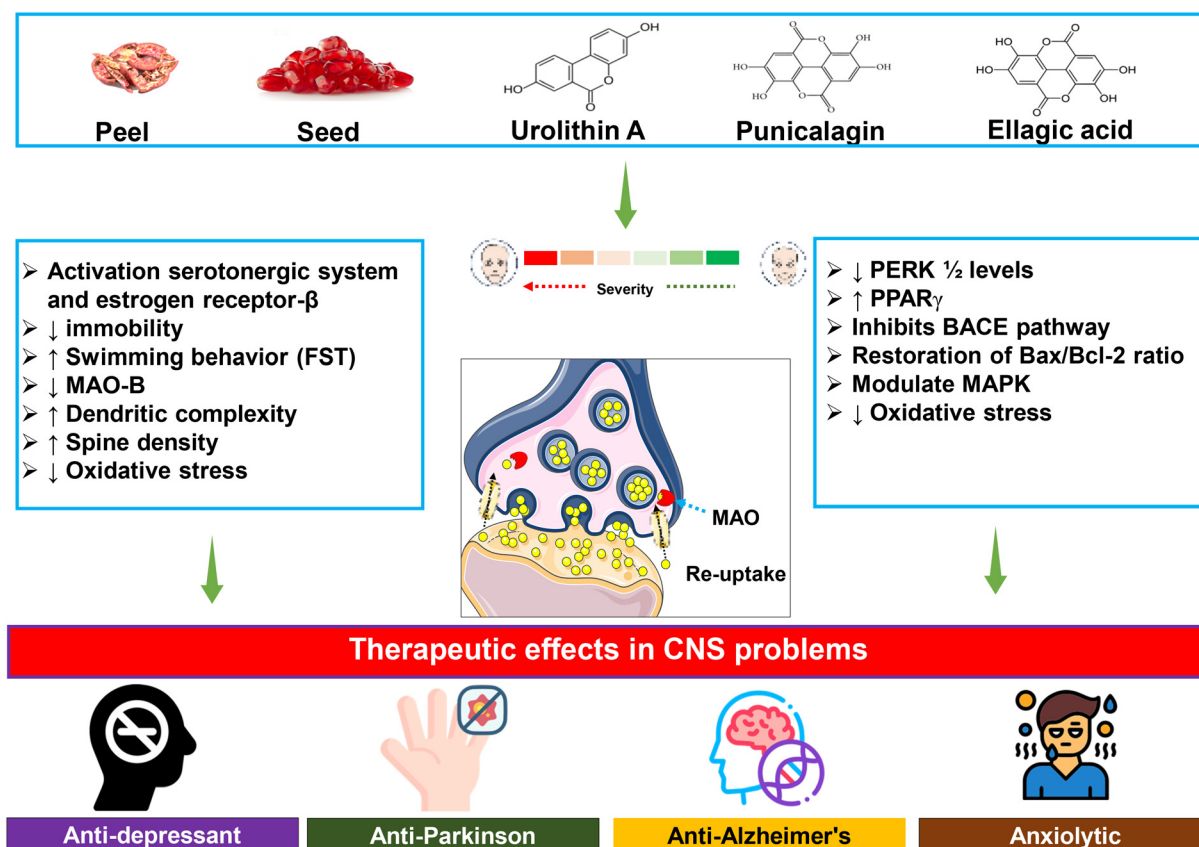 Peel
Seed
Urolithin A
Punicalagin
Ellagic acid
OH
HO
O
O
O
O
OH
HO
OH
HO
O
O
O
O
HO
HO
O
OH
OH
O
➢ Activation serotonergic system
and estrogen receptor-β
➢ ↓ immobility
➢ ↑ Swimming behavior (FST)
➢ ↓ MAO-B
➢ ↑ Dendritic complexity
➢ ↑ Spine density
➢ ↓ Oxidative stress
Severity
MAO
Re-uptake
➢ ↓ PERK ½ levels
➢ ↑ PPARγ
➢ Inhibits BACE pathway
➢ Restoration of Bax/Bcl-2 ratio
➢ Modulate MAPK
➢ ↓ Oxidative stress
Therapeutic effects in CNS problems
Anti-depressant
Anti-Parkinson
Anti-Alzheimer's
Anxiolytic